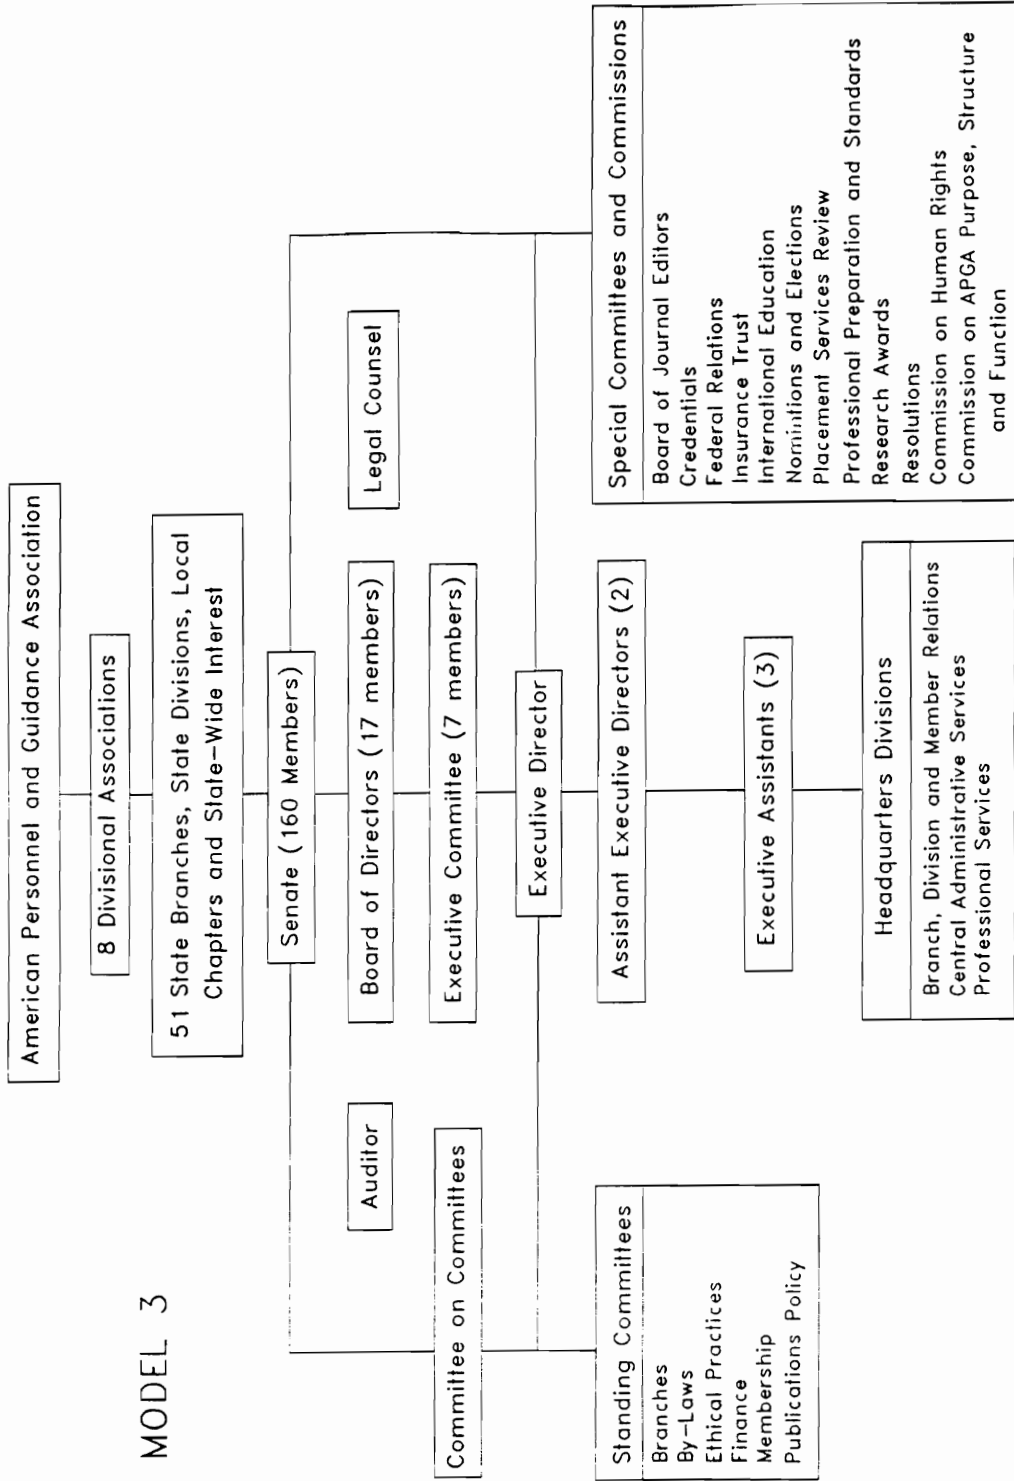 MODEL 3
American Personnel and Guidance Association
8 Divisional Associations
51 State Branches, State Divisions, Local
Chapters and State-Wide Interest
Senate (160 Members)
Auditor
Board of Directors (17 members)
Legal Counsel
Committee on Committees
Executive Committee (7 members)
Executive Director
Standing Committees
Branches
By-Laws
Ethical Practices
Finance
Membership
Publications Policy
Assistant Executive Directors (2)
Executive Assistants (3)
Headquarters Divisions
Branch, Division and Member Relations
Central Administrative Services
Professional Services
Special Committees and Commissions
Board of Journal Editors
Credentials
Federal Relations
Insurance Trust
International Education
Nomintions and Elections
Placement Services Review
Professional Preparation and Standards
Research Awards
Resolutions
Commission on Human Rights
Commission on APGA Purpose, Structure
and Function